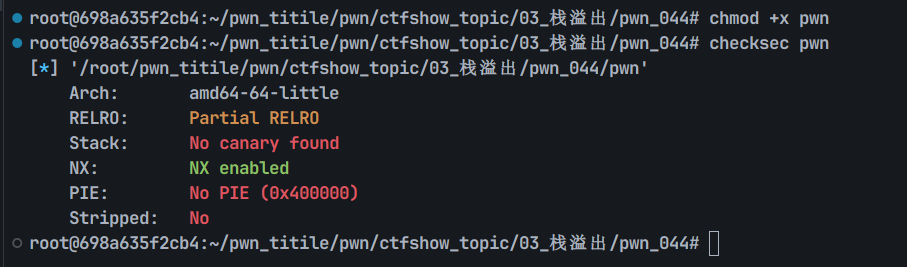 root@698a635f2cb4:~/pwn_titile/pwn/ctfshow_topic/03_栈溢出/pwn_044# chmod +x pwn
root@698a635f2cb4:~/pwn_titile/pwn/ctfshow_topic/03_栈溢出/pwn_044# checksec pwn
[*] '/root/pwn_titile/pwn/ctfshow_topic/03_栈溢出/pwn_044/pwn'
    Arch:       amd64-64-little
    RELRO:      Partial RELRO
    Stack:      No canary found
    NX:         NX enabled
    PIE:        No PIE (0x400000)
    Stripped:   No
root@698a635f2cb4:~/pwn_titile/pwn/ctfshow_topic/03_栈溢出/pwn_044#